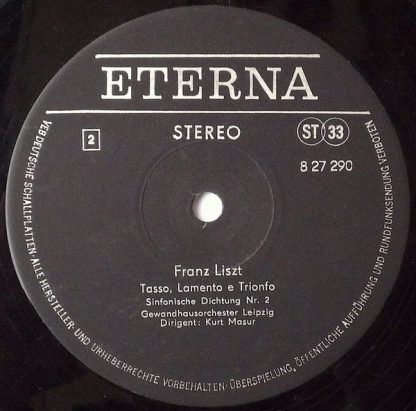 ETERNA
2
STEREO
ST 33
8 27 290
Franz Liszt
Tasso, Lamento e Trionfo
Sinfonische Dichtung Nr. 2
Gewandhausorchester Leipzig
Dirigent: Kurt Masur
VEB DEUTSCHE SCHALLPLATTEN · ALLE HERSTELLER- UND URHEBERRECHTE VORBEHALTEN · ÜBERSPIELUNG, ÖFFENTLICHE AUFFÜHRUNG UND RUNDFUNKSENDUNG VERBOTEN